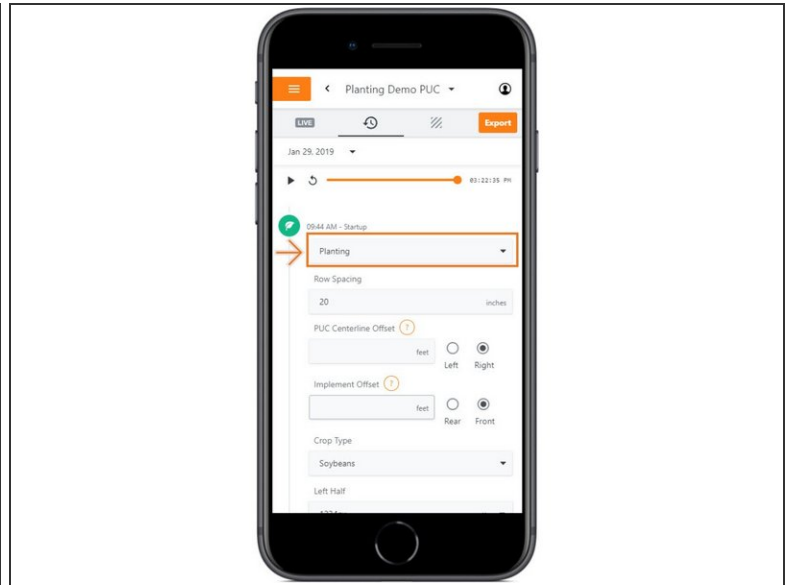 Planting Demo PUC
LIVE
Export
Jan 29. 2019
03:22:35 PM
09:44 AM - Startup
Planting
Row Spacing
20 inches
PUC Centerline Offset ?
feet
Left Right
Implement Offset ?
feet
Rear Front
Crop Type
Soybeans
Left Half